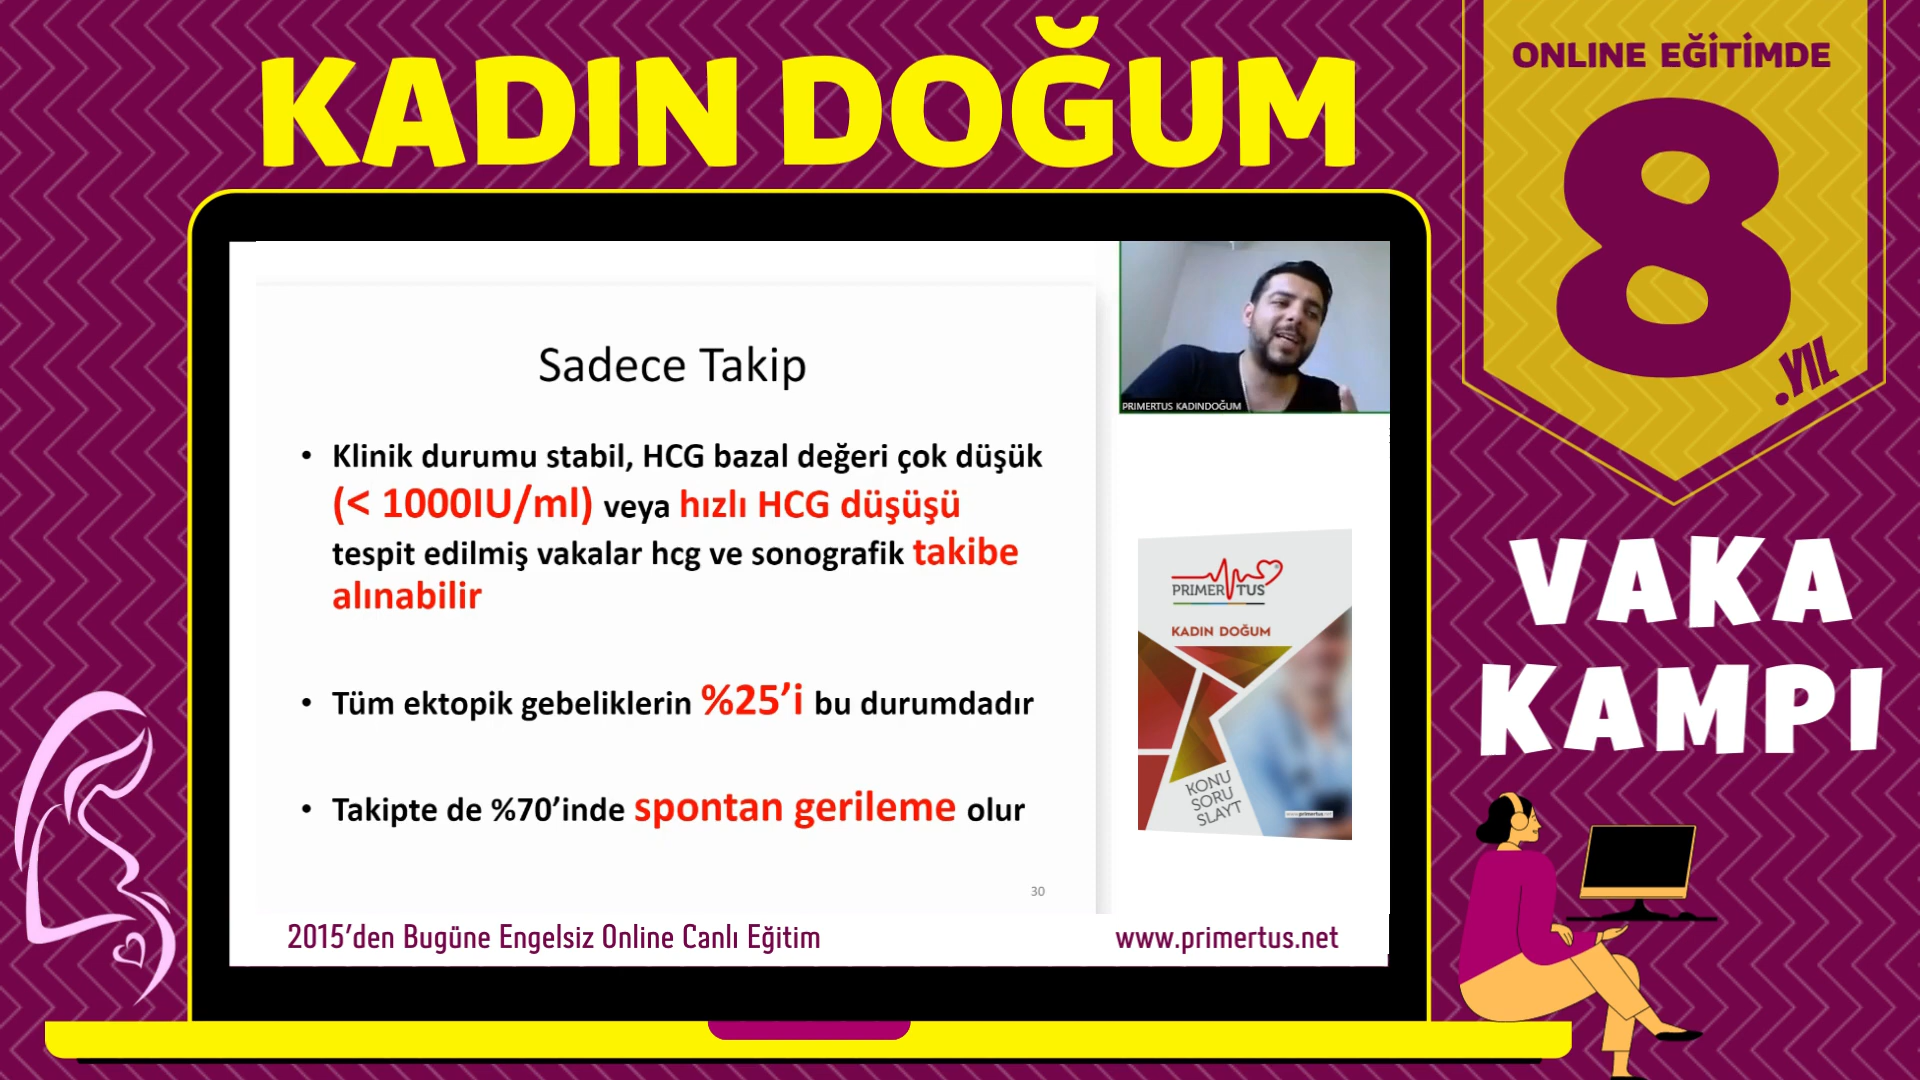 KADIN DOĞUM
ONLINE EĞİTİMDE
8
.YIL
VAKA
KAMPI
Sadece Takip
• Klinik durumu stabil, HCG bazal değeri çok düşük
(< 1000IU/ml) veya hızlı HCG düşüşü
tespit edilmiş vakalar hcg ve sonografik takibe
alınabilir
• Tüm ektopik gebeliklerin %25’i bu durumdadır
• Takipte de %70’inde spontan gerileme olur
30
PRIMERTUS KADINDOĞUM
PRIMER TUS
KADIN DOĞUM
KONU
SORU
SLAYT
www.primertus.net
2015’den Bugüne Engelsiz Online Canlı Eğitim
www.primertus.net